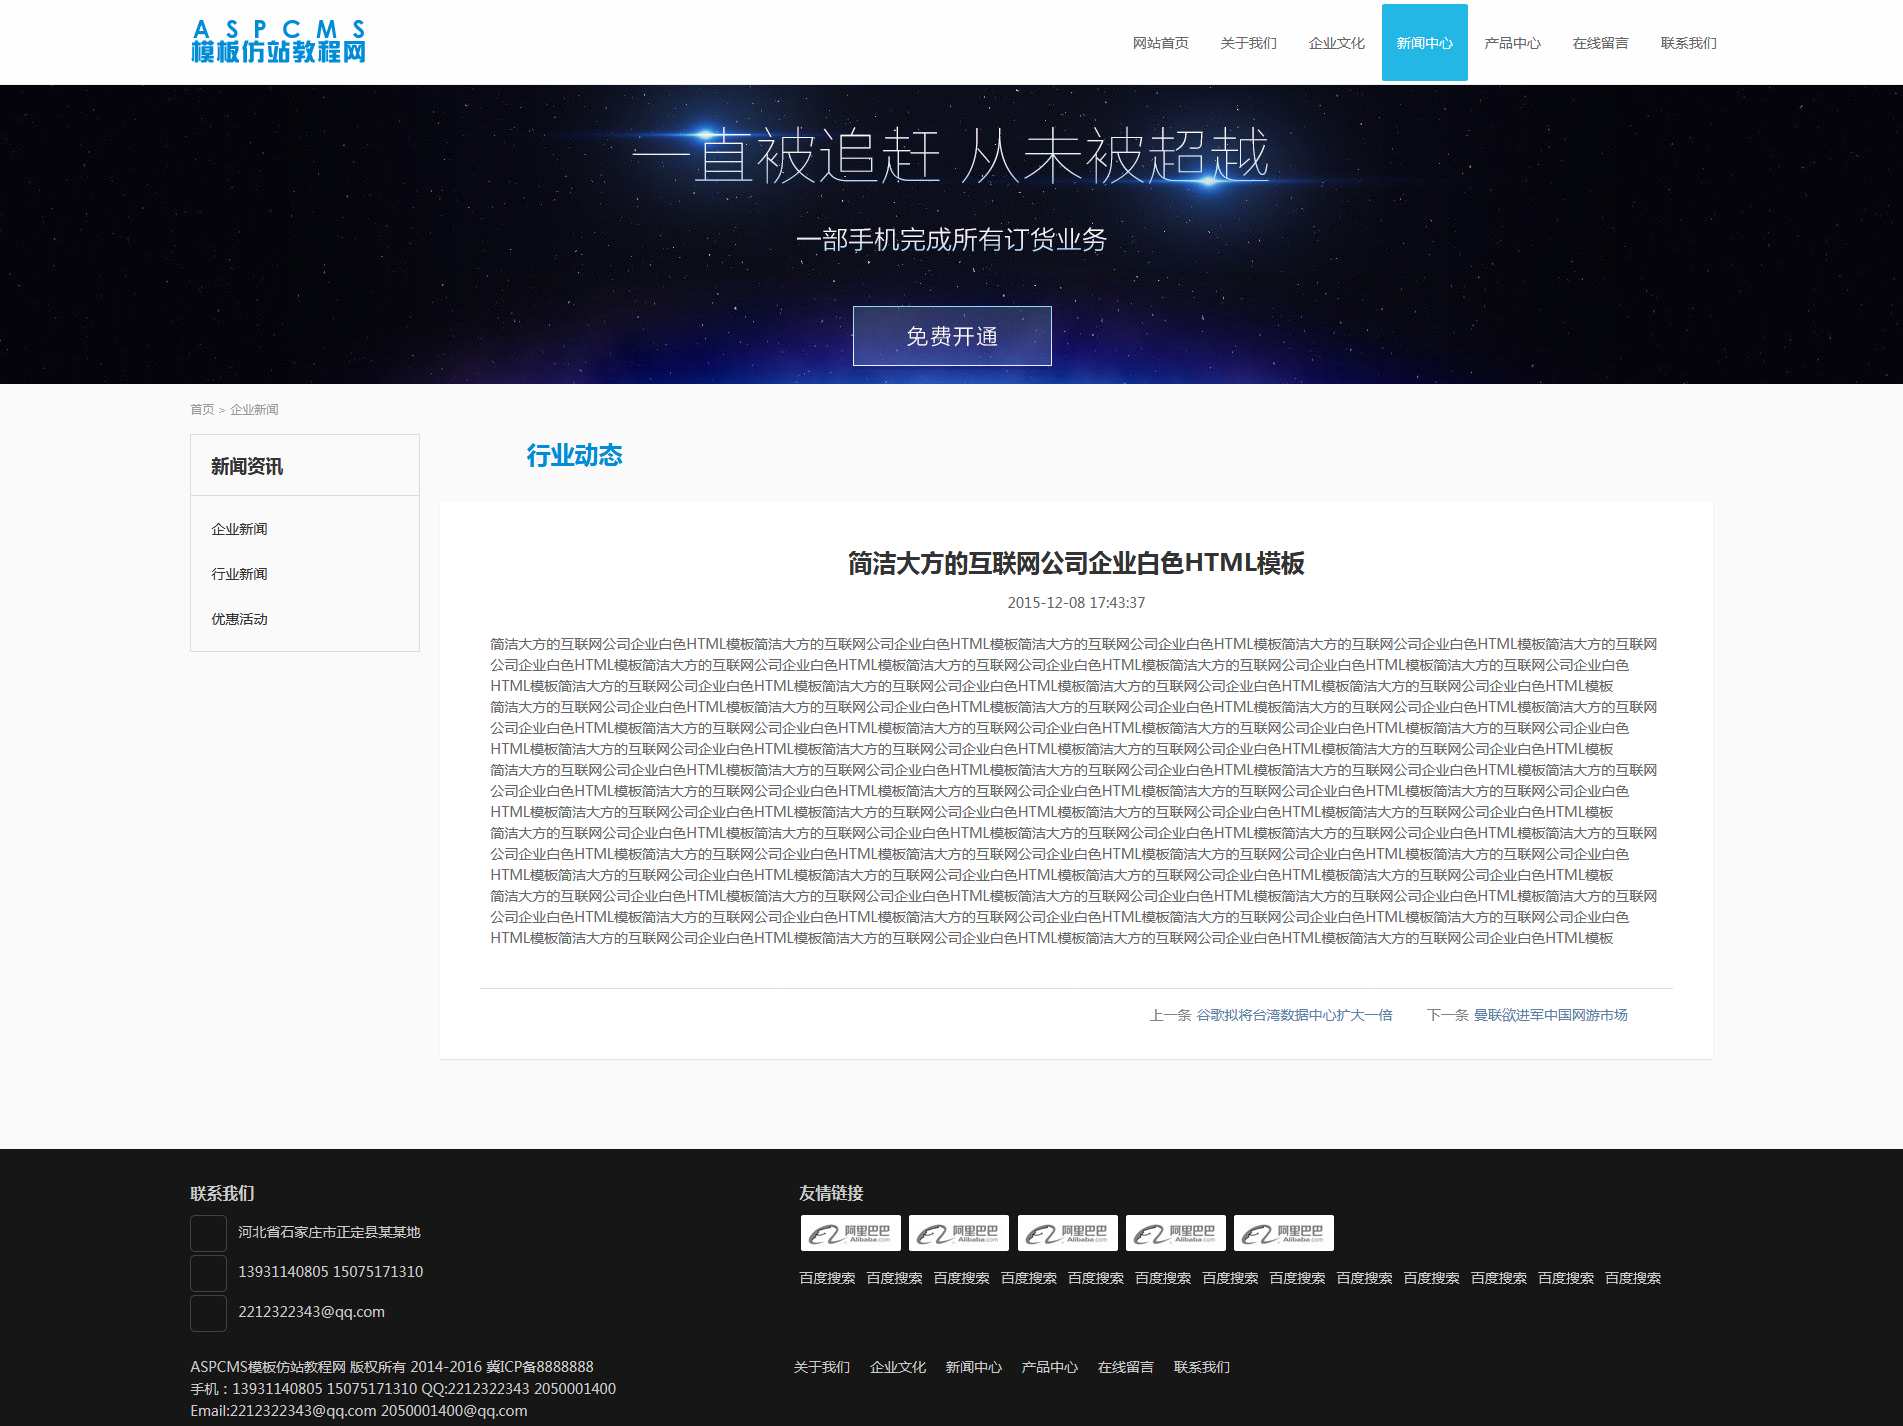 ASPCMS
模板仿站教程网
网站首页 关于我们 企业文化 新闻中心 产品中心 在线留言 联系我们
一直被追赶 从未被超越
一部手机完成所有订货业务
免费开通
首页 > 企业新闻
新闻资讯
企业新闻
行业新闻
优惠活动
行业动态
简洁大方的互联网公司企业白色HTML模板
2015-12-08 17:43:37
简洁大方的互联网公司企业白色HTML模板简洁大方的互联网公司企业白色HTML模板简洁大方的互联网公司企业白色HTML模板简洁大方的互联网公司企业白色HTML模板简洁大方的互联网
公司企业白色HTML模板简洁大方的互联网公司企业白色HTML模板简洁大方的互联网公司企业白色HTML模板简洁大方的互联网公司企业白色HTML模板简洁大方的互联网公司企业白色
HTML模板简洁大方的互联网公司企业白色HTML模板简洁大方的互联网公司企业白色HTML模板简洁大方的互联网公司企业白色HTML模板简洁大方的互联网公司企业白色HTML模板
简洁大方的互联网公司企业白色HTML模板简洁大方的互联网公司企业白色HTML模板简洁大方的互联网公司企业白色HTML模板简洁大方的互联网公司企业白色HTML模板简洁大方的互联网
公司企业白色HTML模板简洁大方的互联网公司企业白色HTML模板简洁大方的互联网公司企业白色HTML模板简洁大方的互联网公司企业白色HTML模板简洁大方的互联网公司企业白色
HTML模板简洁大方的互联网公司企业白色HTML模板简洁大方的互联网公司企业白色HTML模板简洁大方的互联网公司企业白色HTML模板简洁大方的互联网公司企业白色HTML模板
简洁大方的互联网公司企业白色HTML模板简洁大方的互联网公司企业白色HTML模板简洁大方的互联网公司企业白色HTML模板简洁大方的互联网公司企业白色HTML模板简洁大方的互联网
公司企业白色HTML模板简洁大方的互联网公司企业白色HTML模板简洁大方的互联网公司企业白色HTML模板简洁大方的互联网公司企业白色HTML模板简洁大方的互联网公司企业白色
HTML模板简洁大方的互联网公司企业白色HTML模板简洁大方的互联网公司企业白色HTML模板简洁大方的互联网公司企业白色HTML模板简洁大方的互联网公司企业白色HTML模板
简洁大方的互联网公司企业白色HTML模板简洁大方的互联网公司企业白色HTML模板简洁大方的互联网公司企业白色HTML模板简洁大方的互联网公司企业白色HTML模板简洁大方的互联网
公司企业白色HTML模板简洁大方的互联网公司企业白色HTML模板简洁大方的互联网公司企业白色HTML模板简洁大方的互联网公司企业白色HTML模板简洁大方的互联网公司企业白色
HTML模板简洁大方的互联网公司企业白色HTML模板简洁大方的互联网公司企业白色HTML模板简洁大方的互联网公司企业白色HTML模板简洁大方的互联网公司企业白色HTML模板
简洁大方的互联网公司企业白色HTML模板简洁大方的互联网公司企业白色HTML模板简洁大方的互联网公司企业白色HTML模板简洁大方的互联网公司企业白色HTML模板简洁大方的互联网
公司企业白色HTML模板简洁大方的互联网公司企业白色HTML模板简洁大方的互联网公司企业白色HTML模板简洁大方的互联网公司企业白色HTML模板简洁大方的互联网公司企业白色
HTML模板简洁大方的互联网公司企业白色HTML模板简洁大方的互联网公司企业白色HTML模板简洁大方的互联网公司企业白色HTML模板简洁大方的互联网公司企业白色HTML模板
上一条 谷歌拟将台湾数据中心扩大一倍 下一条 曼联欲进军中国网游市场
联系我们
河北省石家庄市正定县某某地
13931140805 15075171310
2212322343@qq.com
友情链接
阿里巴巴 Alibaba.com 阿里巴巴 Alibaba.com 阿里巴巴 Alibaba.com 阿里巴巴 Alibaba.com 阿里巴巴 Alibaba.com
百度搜索 百度搜索 百度搜索 百度搜索 百度搜索 百度搜索 百度搜索 百度搜索 百度搜索 百度搜索 百度搜索 百度搜索 百度搜索
ASPCMS模板仿站教程网 版权所有 2014-2016 冀ICP备8888888
手机：13931140805 15075171310 QQ:2212322343 2050001400
Email:2212322343@qq.com 2050001400@qq.com
关于我们 企业文化 新闻中心 产品中心 在线留言 联系我们